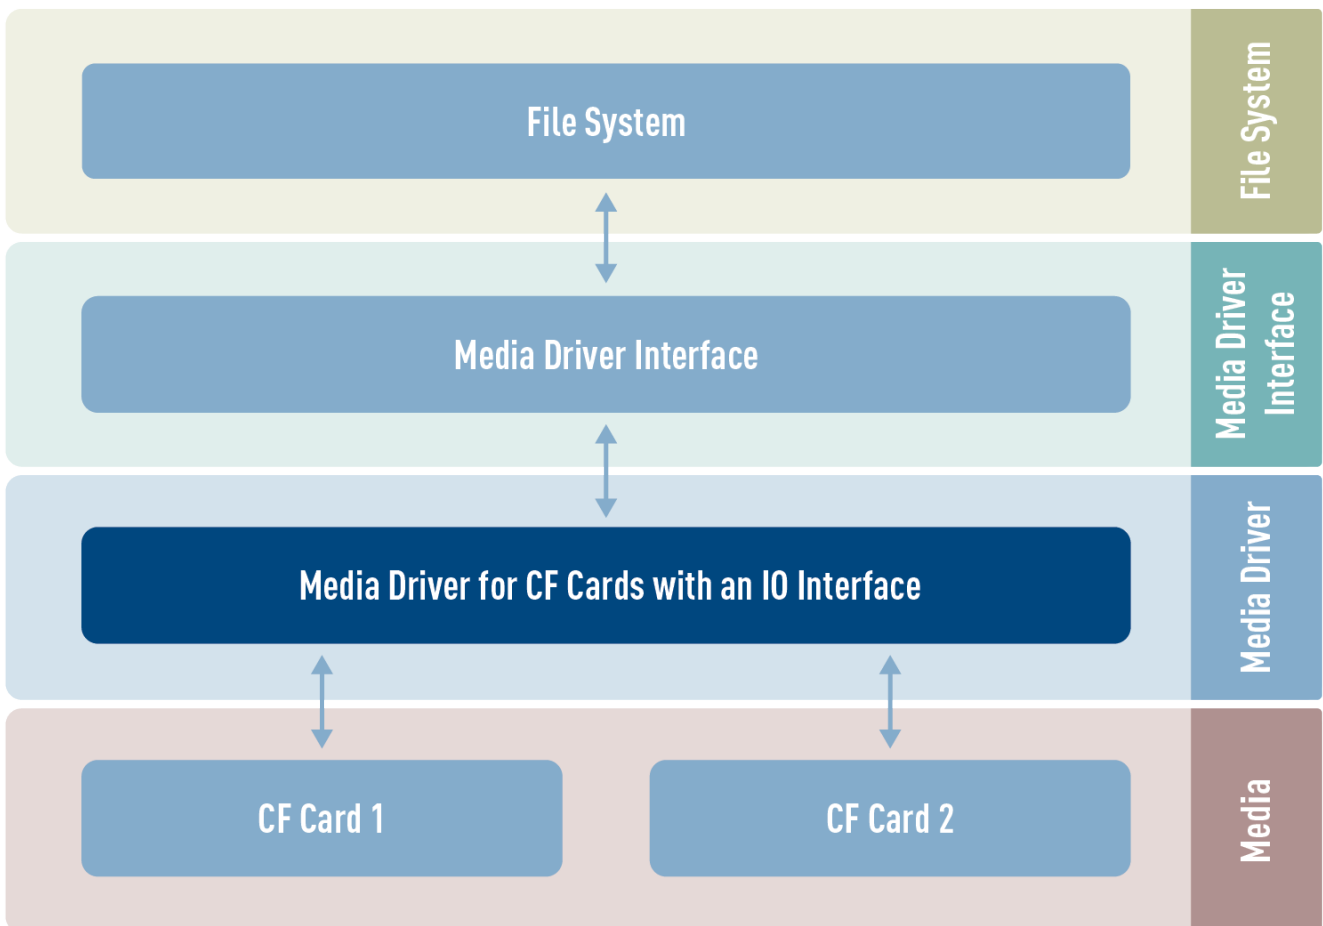 File System
File System
Media Driver Interface
Media Driver
Interface
Media Driver for CF Cards with an IO Interface
Media Driver
CF Card 1
CF Card 2
Media